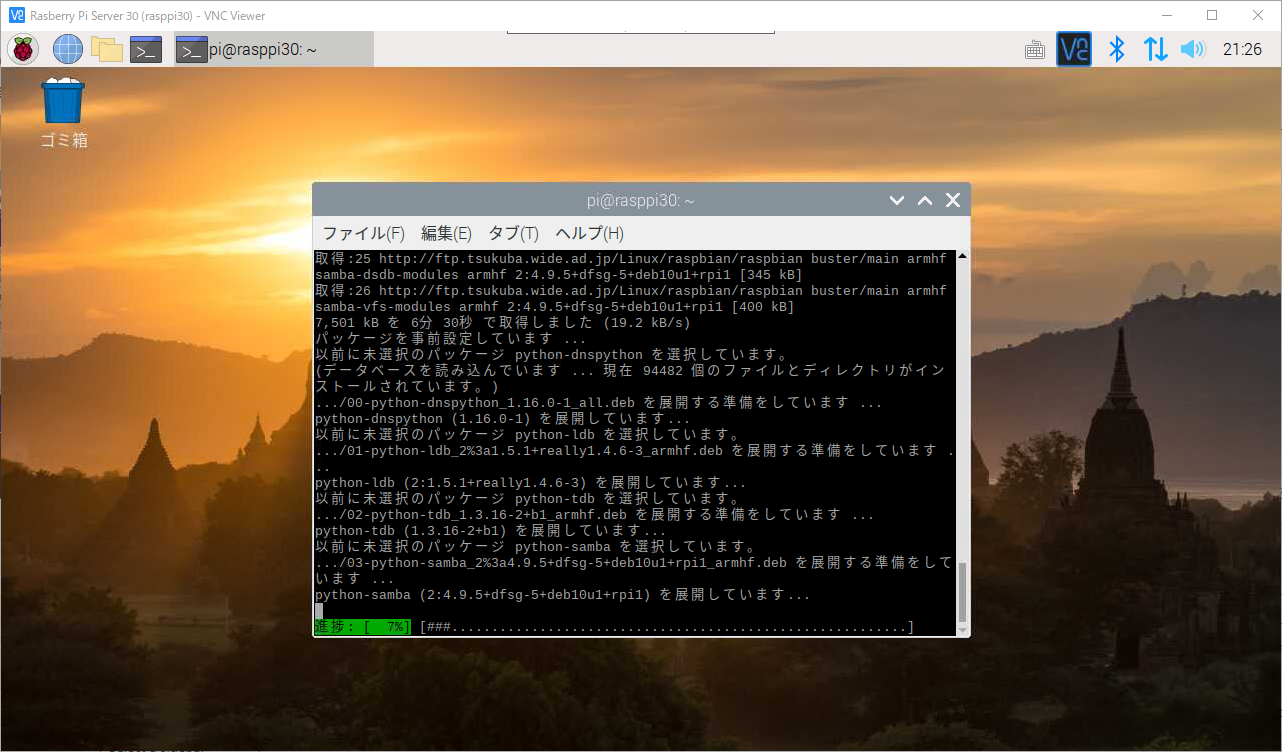 Rasberry Pi Server 30 (rasppi30) - VNC Viewer
pi@rasppi30: ~
21:26
ゴミ箱
pi@rasppi30: ~
ファイル(F) 編集(E) タブ(T) ヘルプ(H)
取得:25 http://ftp.tsukuba.wide.ad.jp/Linux/raspbian/raspbian buster/main armhf
samba-dsdb-modules armhf 2:4.9.5+dfsg-5+deb10u1+rpi1 [345 kB]
取得:26 http://ftp.tsukuba.wide.ad.jp/Linux/raspbian/raspbian buster/main armhf
samba-vfs-modules armhf 2:4.9.5+dfsg-5+deb10u1+rpi1 [400 kB]
7,501 kB を 6分 30秒 で取得しました (19.2 kB/s)
パッケージを事前設定しています ...
以前に未選択のパッケージ python-dnspython を選択しています。
(データベースを読み込んでいます ... 現在 94482 個のファイルとディレクトリがイン
ストールされています。)
.../00-python-dnspython_1.16.0-1_all.deb を展開する準備をしています ...
python-dnspython (1.16.0-1) を展開しています...
以前に未選択のパッケージ python-ldb を選択しています。
.../01-python-ldb_2%3a1.5.1+really1.4.6-3_armhf.deb を展開する準備をしています .
..
python-ldb (2:1.5.1+really1.4.6-3) を展開しています...
以前に未選択のパッケージ python-tdb を選択しています。
.../02-python-tdb_1.3.16-2+b1_armhf.deb を展開する準備をしています ...
python-tdb (1.3.16-2+b1) を展開しています...
以前に未選択のパッケージ python-samba を選択しています。
.../03-python-samba_2%3a4.9.5+dfsg-5+deb10u1+rpi1_armhf.deb を展開する準備をして
います ...
python-samba (2:4.9.5+dfsg-5+deb10u1+rpi1) を展開しています...
進捗: [  7%] [###.........................................................]